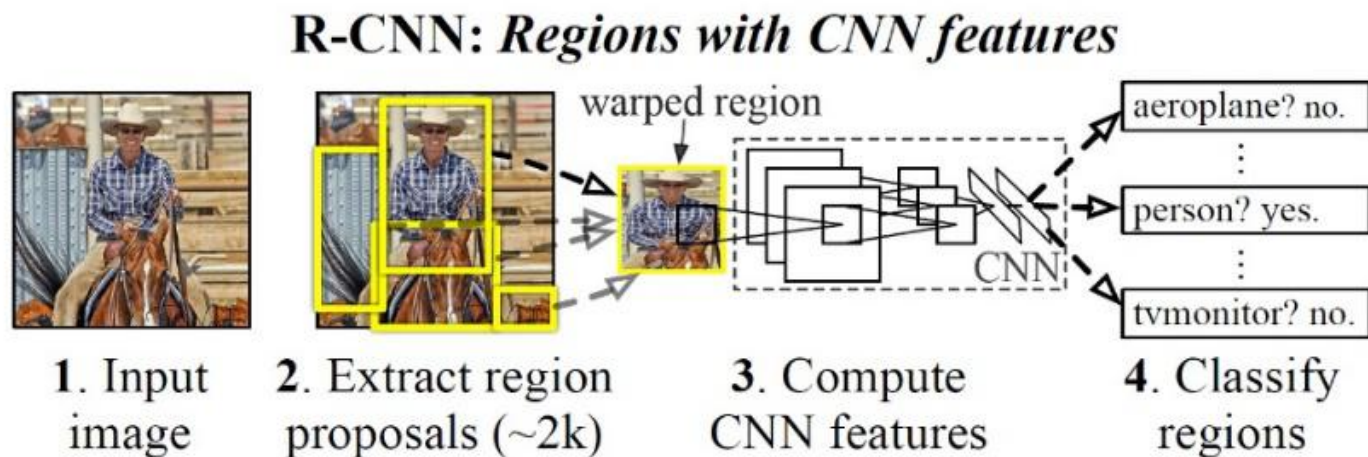 R-CNN: Regions with CNN features
warped region
aeroplane? no.
⋮
person? yes.
⋮
tvmonitor? no.
CNN
1. Input
image
2. Extract region
proposals (~2k)
3. Compute
CNN features
4. Classify
regions